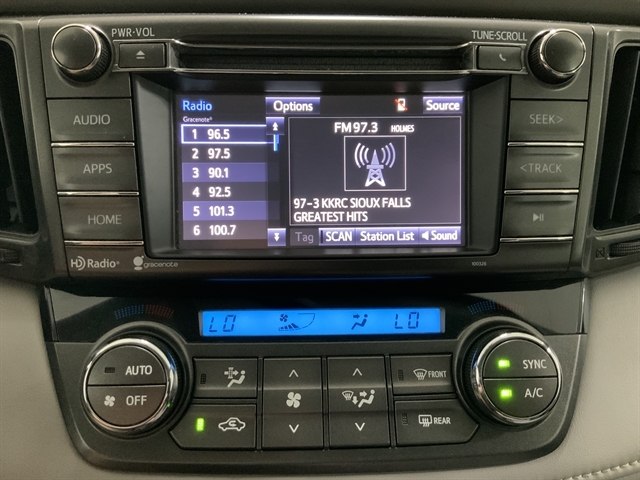 PWR•VOL
TUNE•SCROLL
AUDIO
APPS
HOME
Radio
Gracenote®
Options
Source
1 96.5
2 97.5
3 90.1
4 92.5
5 101.3
6 100.7
FM 97.3 HOLMES
97-3 KKRC SIOUX FALLS
GREATEST HITS
Tag
SCAN
Station List
Sound
SEEK>
<TRACK
HD Radio®
gracenote®
100326
LO
LO
AUTO
OFF
FRONT
REAR
SYNC
A/C